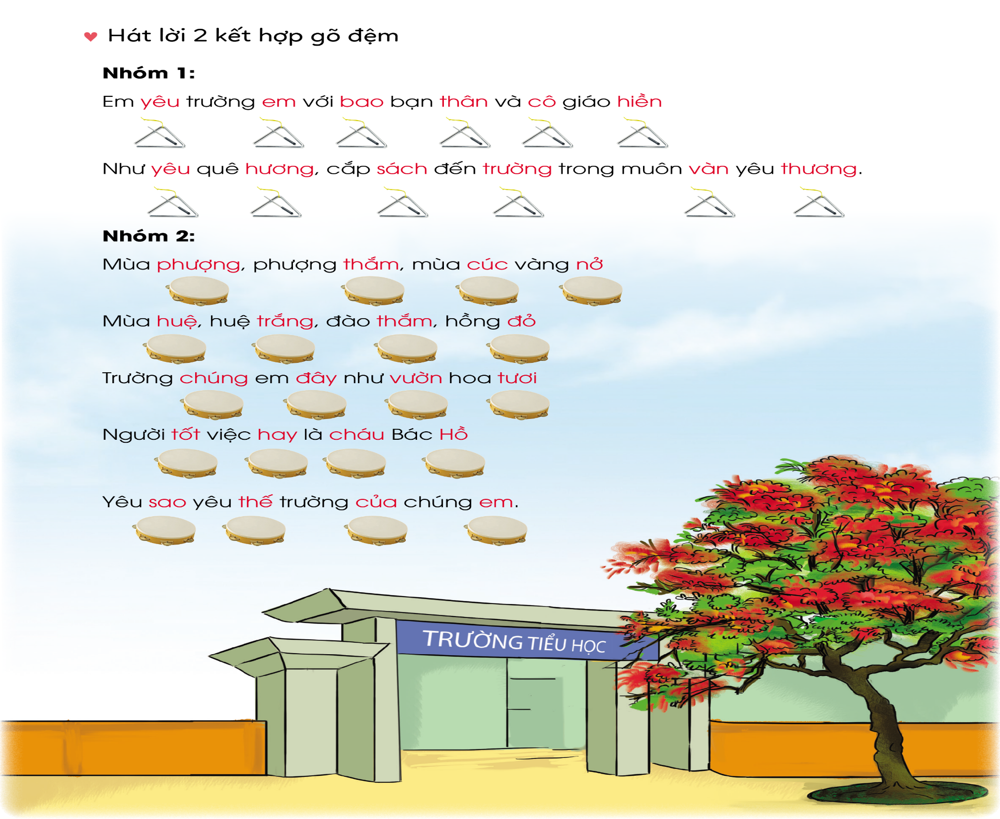 Hát lời 2 kết hợp gõ đệm
Nhóm 1:
Em yêu trường em với bao bạn thân và cô giáo hiền
Như yêu quê hương, cắp sách đến trường trong muôn vàn yêu thương.
Nhóm 2:
Mùa phượng, phượng thắm, mùa cúc vàng nở
Mùa huệ, huệ trắng, đào thắm, hồng đỏ
Trường chúng em đây như vườn hoa tươi
Người tốt việc hay là cháu Bác Hồ
Yêu sao yêu thế trường của chúng em.
TRƯỜNG TIỂU HỌC